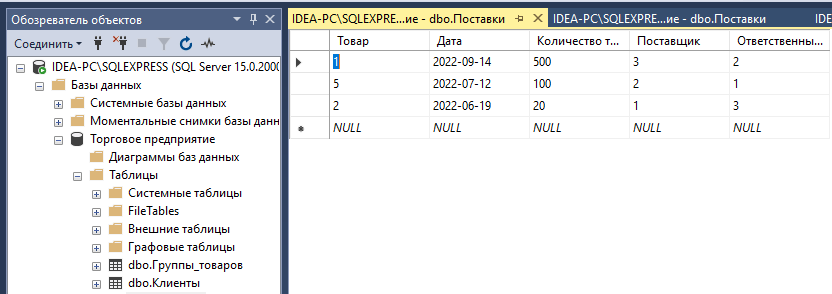 Обозреватель объектов
Соединить
IDEA-PC\SQLEXPRESS (SQL Server 15.0.2000
Базы данных
Системные базы данных
Моментальные снимки базы данн
Торговое предприятие
Диаграммы баз данных
Таблицы
Системные таблицы
FileTables
Внешние таблицы
Графовые таблицы
dbo.Группы_товаров
dbo.Клиенты
IDEA-PC\SQLEXPRE...ие - dbo.Поставки
IDEA-PC\SQLEXPRE...ие - dbo.Поставки
IDEA
Товар Дата Количество т... Поставщик Ответственны...
1 2022-09-14 500 3 2
5 2022-07-12 100 2 1
2 2022-06-19 20 1 3
NULL NULL NULL NULL NULL